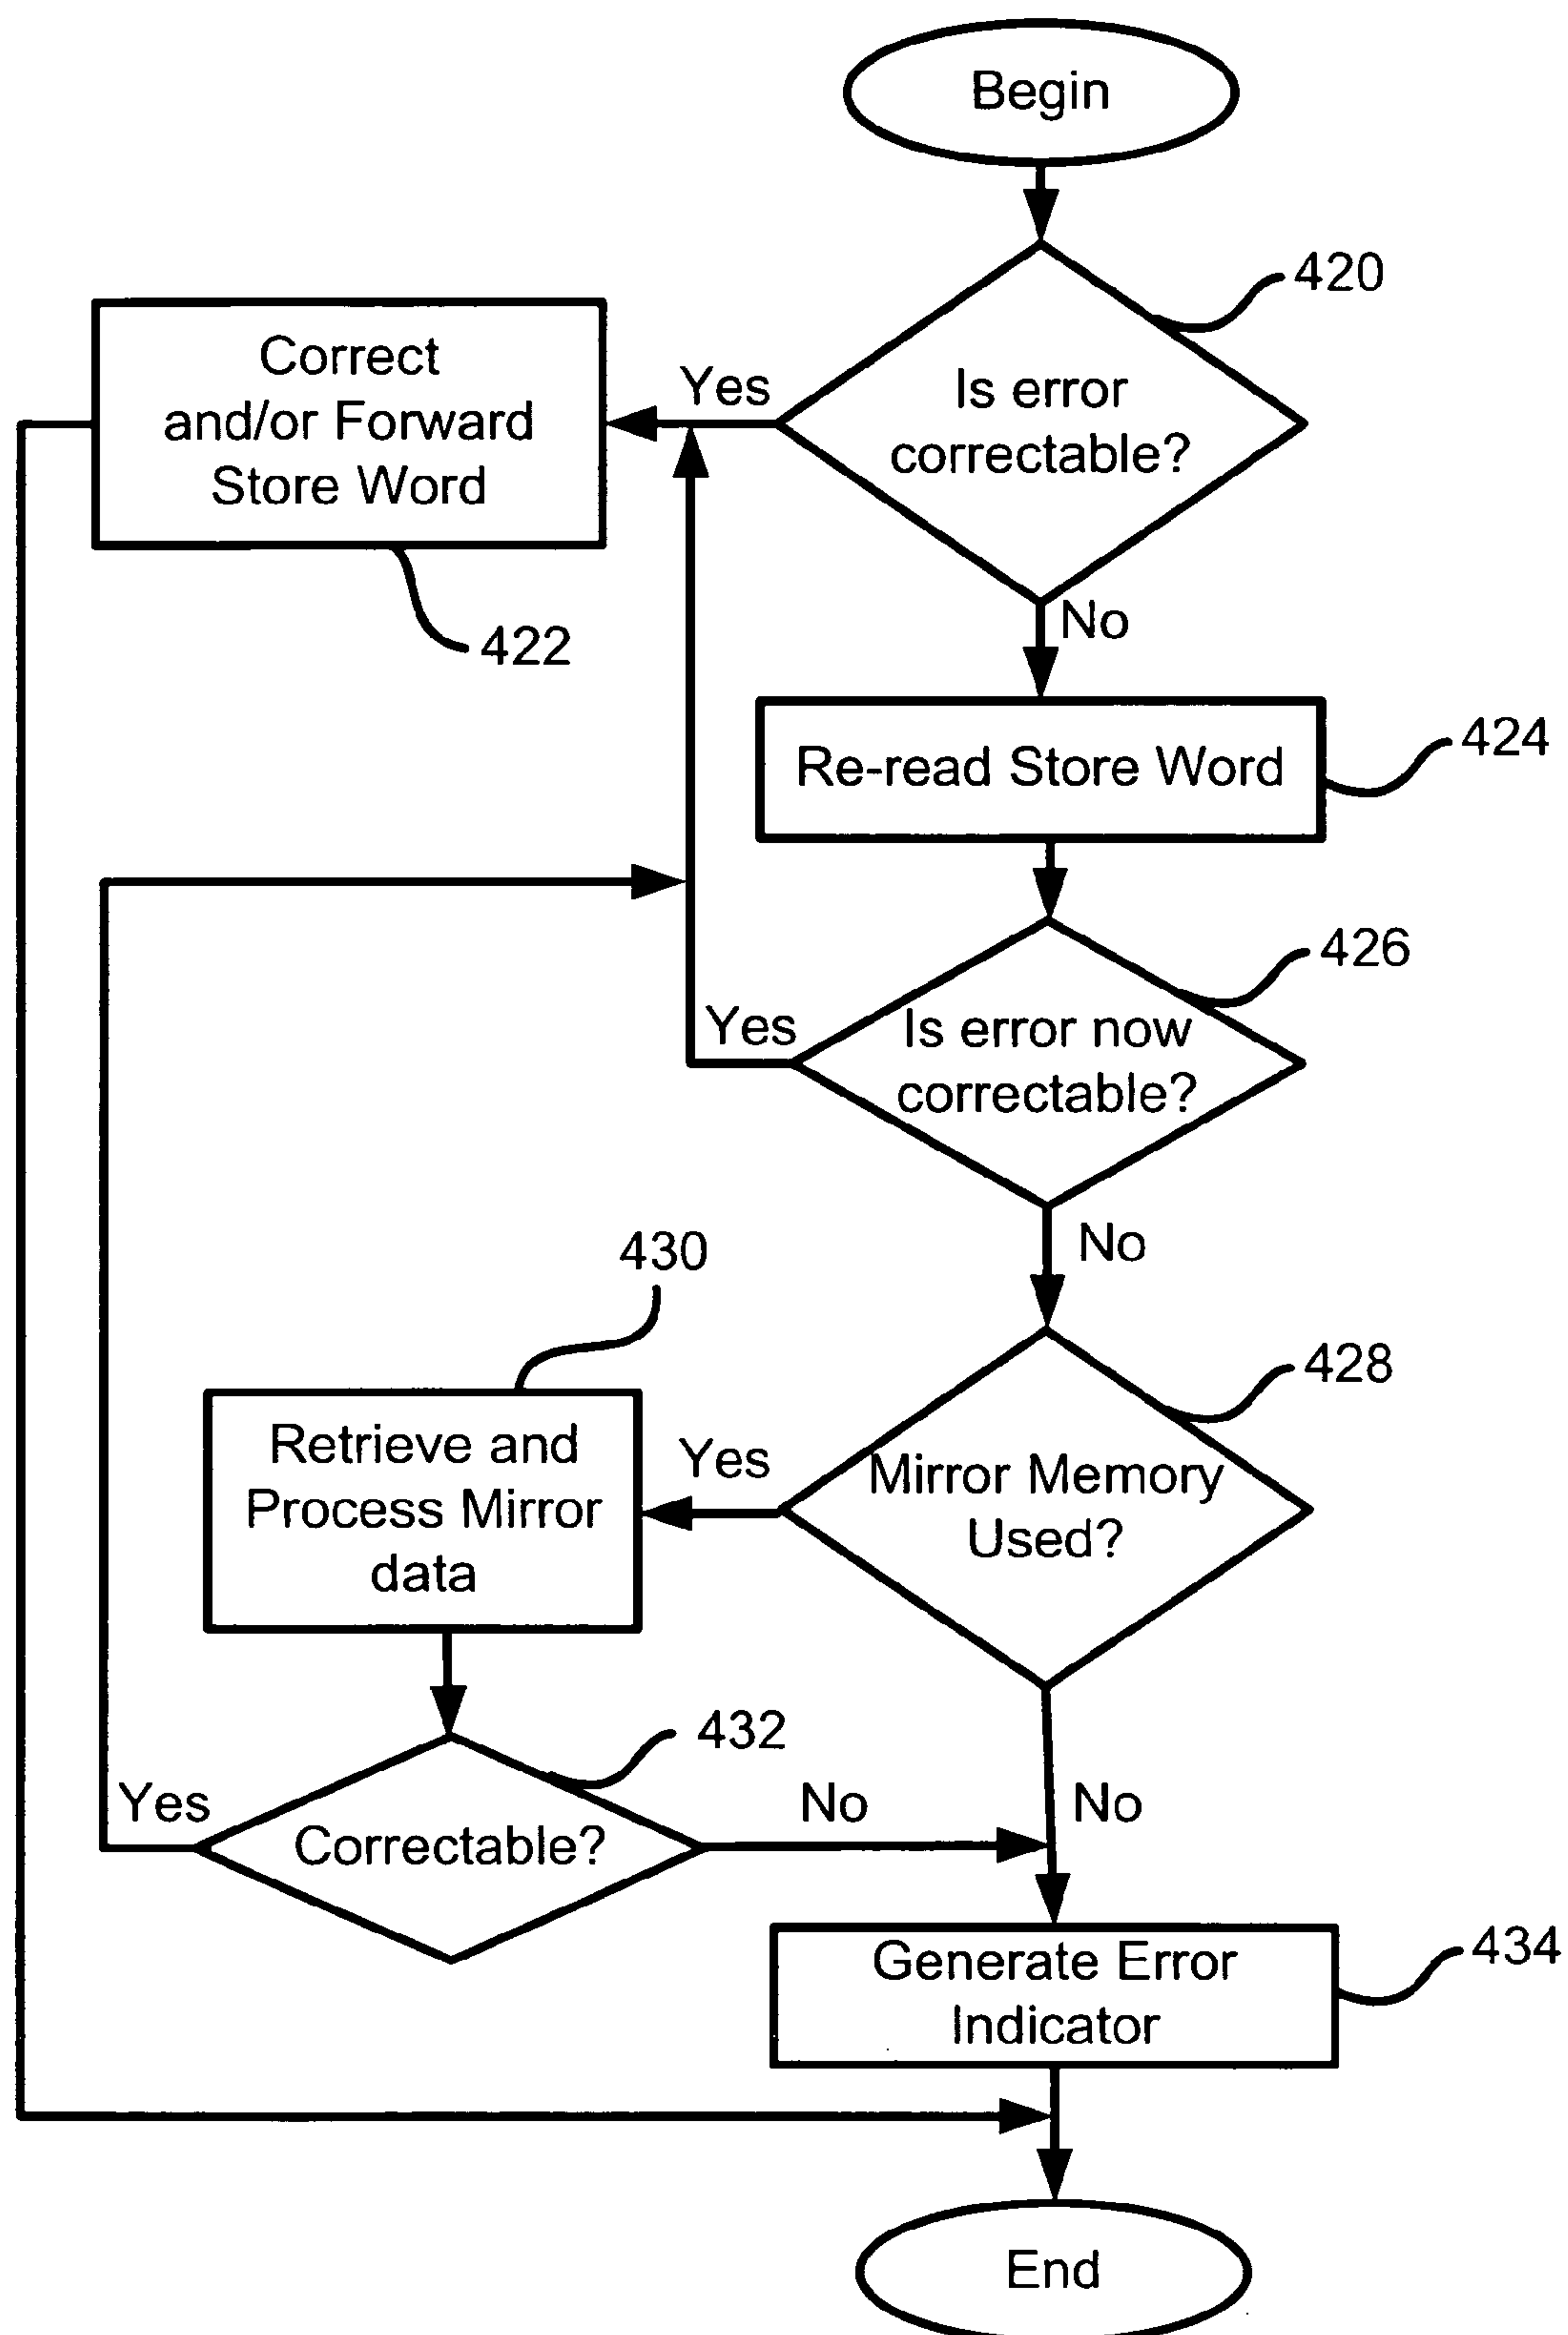 Begin
420
Is error
correctable?
Yes
Correct
and/or Forward
Store Word
422
No
Re-read Store Word
424
426
Is error now
correctable?
Yes
No
428
Mirror Memory
Used?
Yes
430
Retrieve and
Process Mirror
data
432
Correctable?
Yes
No
No
Generate Error
Indicator
434
End